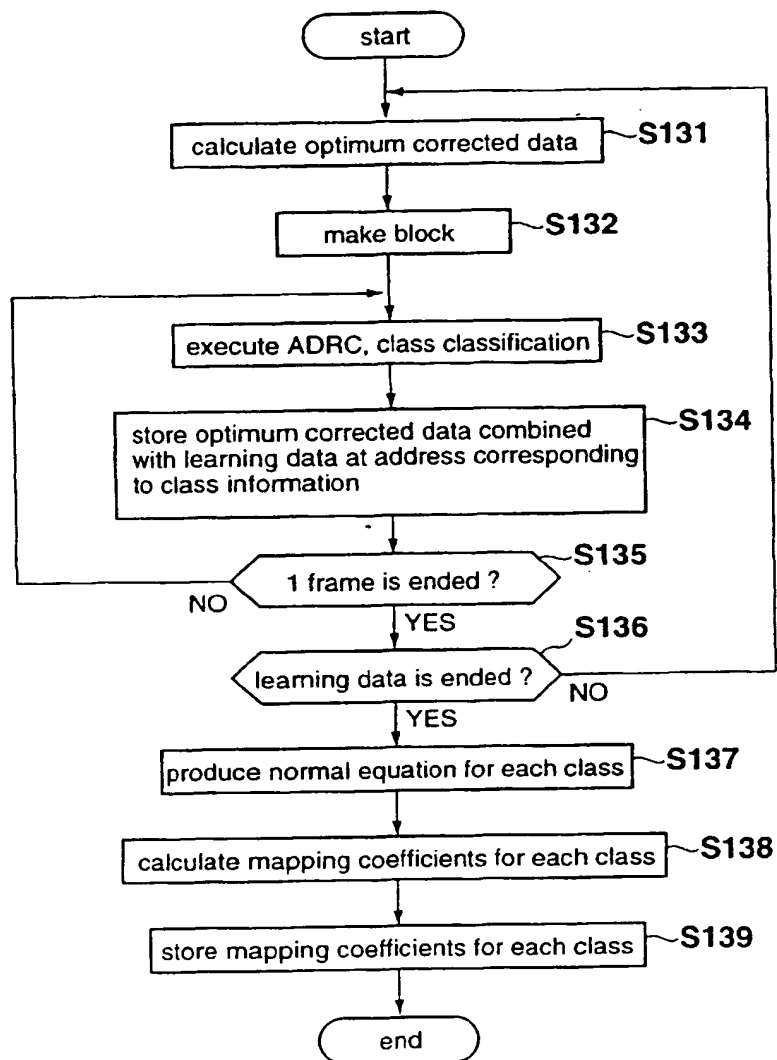 start
calculate optimum corrected data
S131
make block
S132
execute ADRC, class classification
S133
store optimum corrected data combined
with learning data at address corresponding
to class information
S134
1 frame is ended ?
S135
NO
YES
learning data is ended ?
S136
NO
YES
produce normal equation for each class
S137
calculate mapping coefficients for each class
S138
store mapping coefficients for each class
S139
end